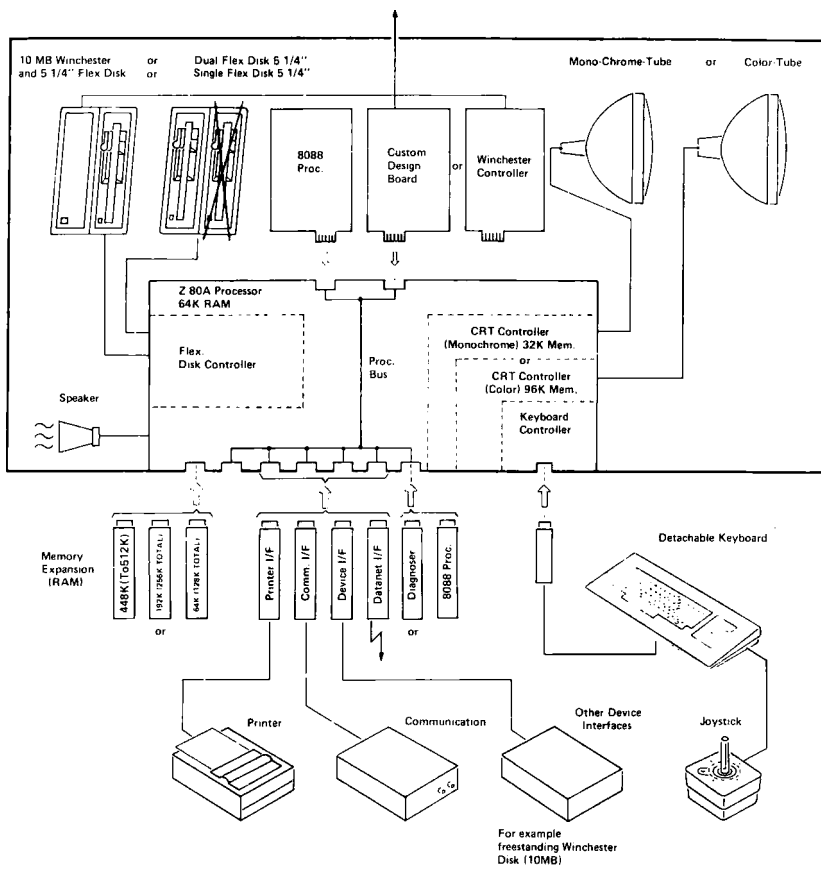 10 MB Winchester or Dual Flex Disk 5 1/4"
and 5 1/4" Flex Disk or Single Flex Disk 5 1/4"
Mono-Chrome-Tube or Color-Tube
8088
Proc.
Custom
Design
Board
or
Winchester
Controller
Z 80A Processor
64K RAM
Flex.
Disk Controller
Proc.
Bus
CRT Controller
(Monochrome) 32K Mem.
or
CRT Controller
(Color) 96K Mem.
Keyboard
Controller
Speaker
Memory
Expansion
(RAM)
448K(To512K)
192K (256K TOTAL)
64K (128K TOTAL)
or
Printer I/F
Comm. I/F
Device I/F
Datanet I/F
Diagnoser
or
8088 Proc.
Detachable Keyboard
Printer
Communication
Other Device
Interfaces
Joystick
For example
freestanding Winchester
Disk (10MB)